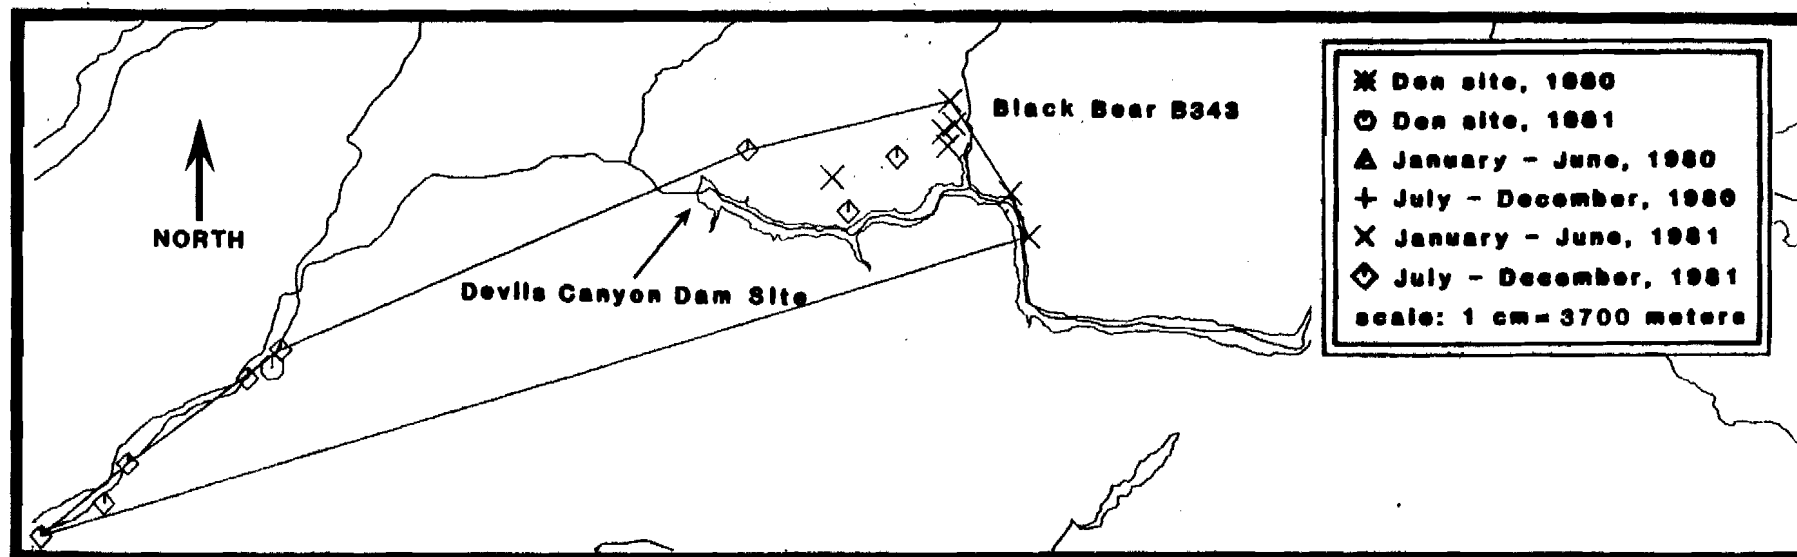 Black Bear B343
NORTH
Devils Canyon Dam Site
Den site, 1980
Den site, 1981
January - June, 1980
July - December, 1980
January - June, 1981
July - December, 1981
scale: 1 cm = 3700 meters